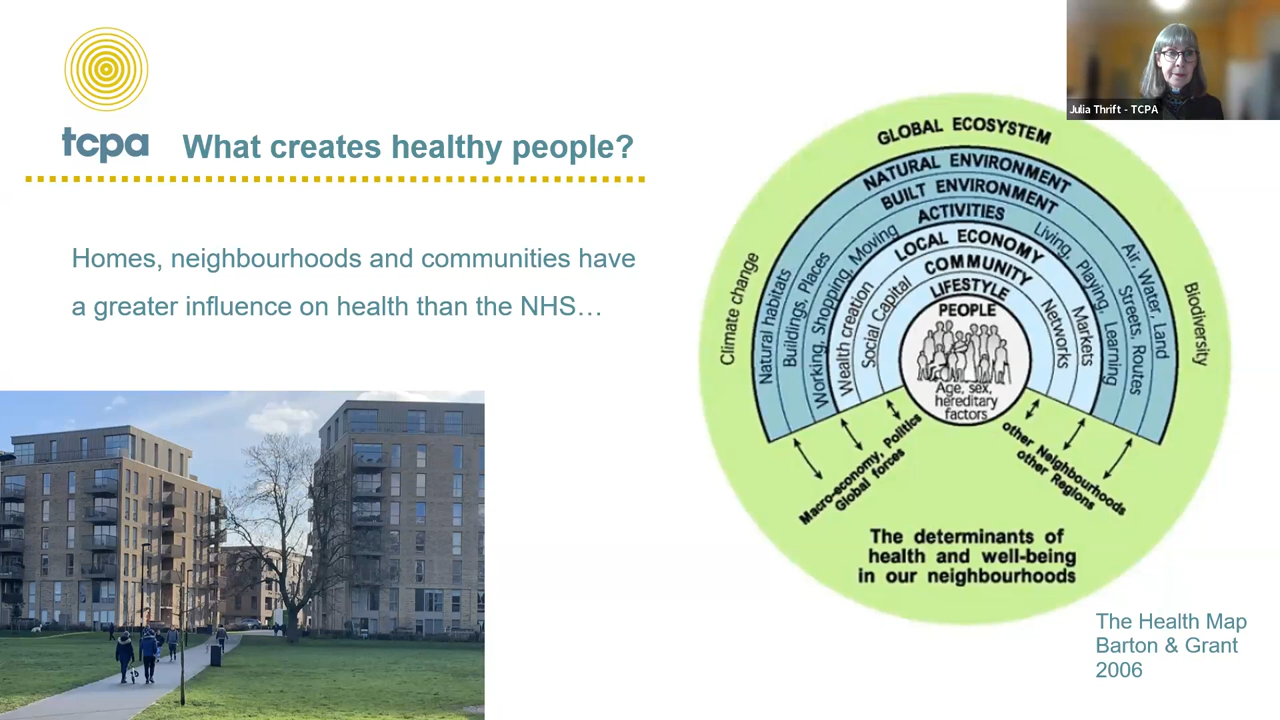 tcpa
What creates healthy people?
Homes, neighbourhoods and communities have
a greater influence on health than the NHS…
Julia Thrift - TCPA
GLOBAL ECOSYSTEM
NATURAL ENVIRONMENT
BUILT ENVIRONMENT
ACTIVITIES
LOCAL ECONOMY
COMMUNITY
LIFESTYLE
PEOPLE
Age, sex,
hereditary
factors
Climate change
Natural habitats
Buildings, Places
Working, Shopping, Moving
Wealth creation
Social Capital
Networks
Markets
Living, Playing, Learning
Streets, Routes
Air, Water, Land
Biodiversity
Macro-economy, Politics
Global forces
other Neighbourhoods
other Regions
The determinants of
health and well-being
in our neighbourhoods
The Health Map
Barton & Grant
2006